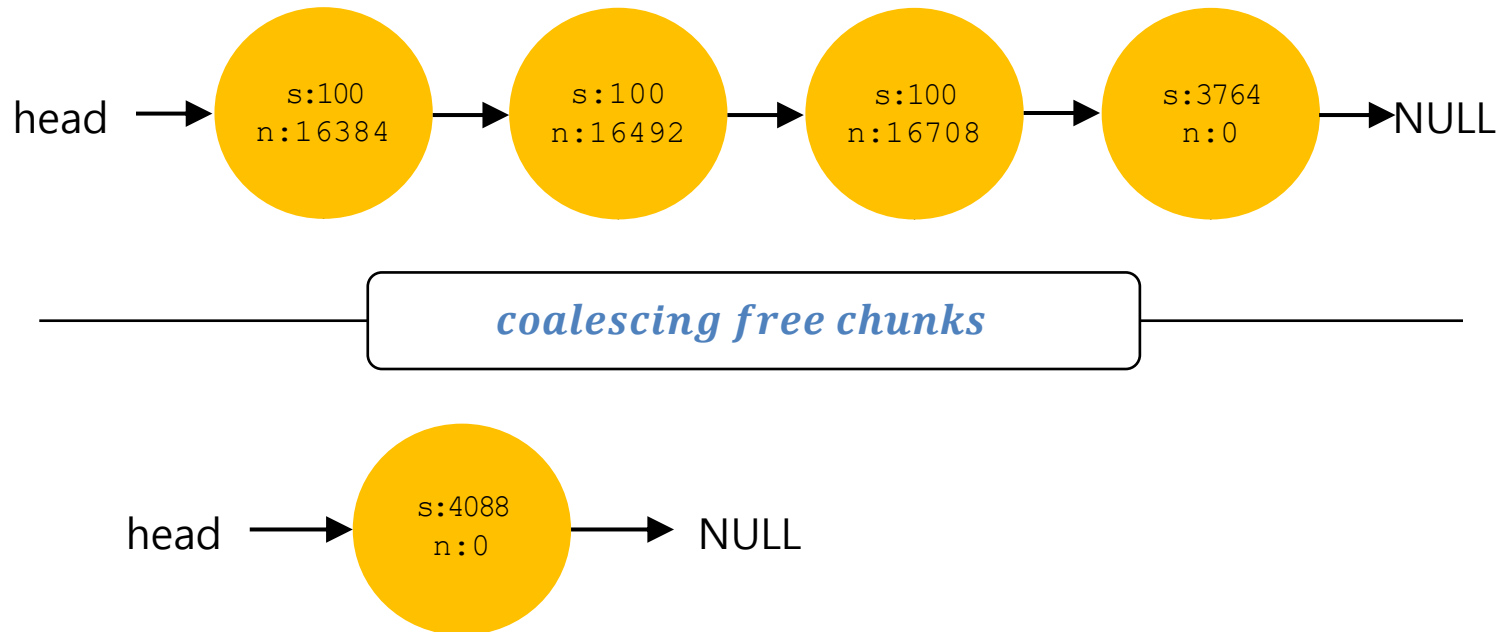 head
s:100
n:16384
s:100
n:16492
s:100
n:16708
s:3764
n:0
NULL
coalescing free chunks
head
s:4088
n:0
NULL